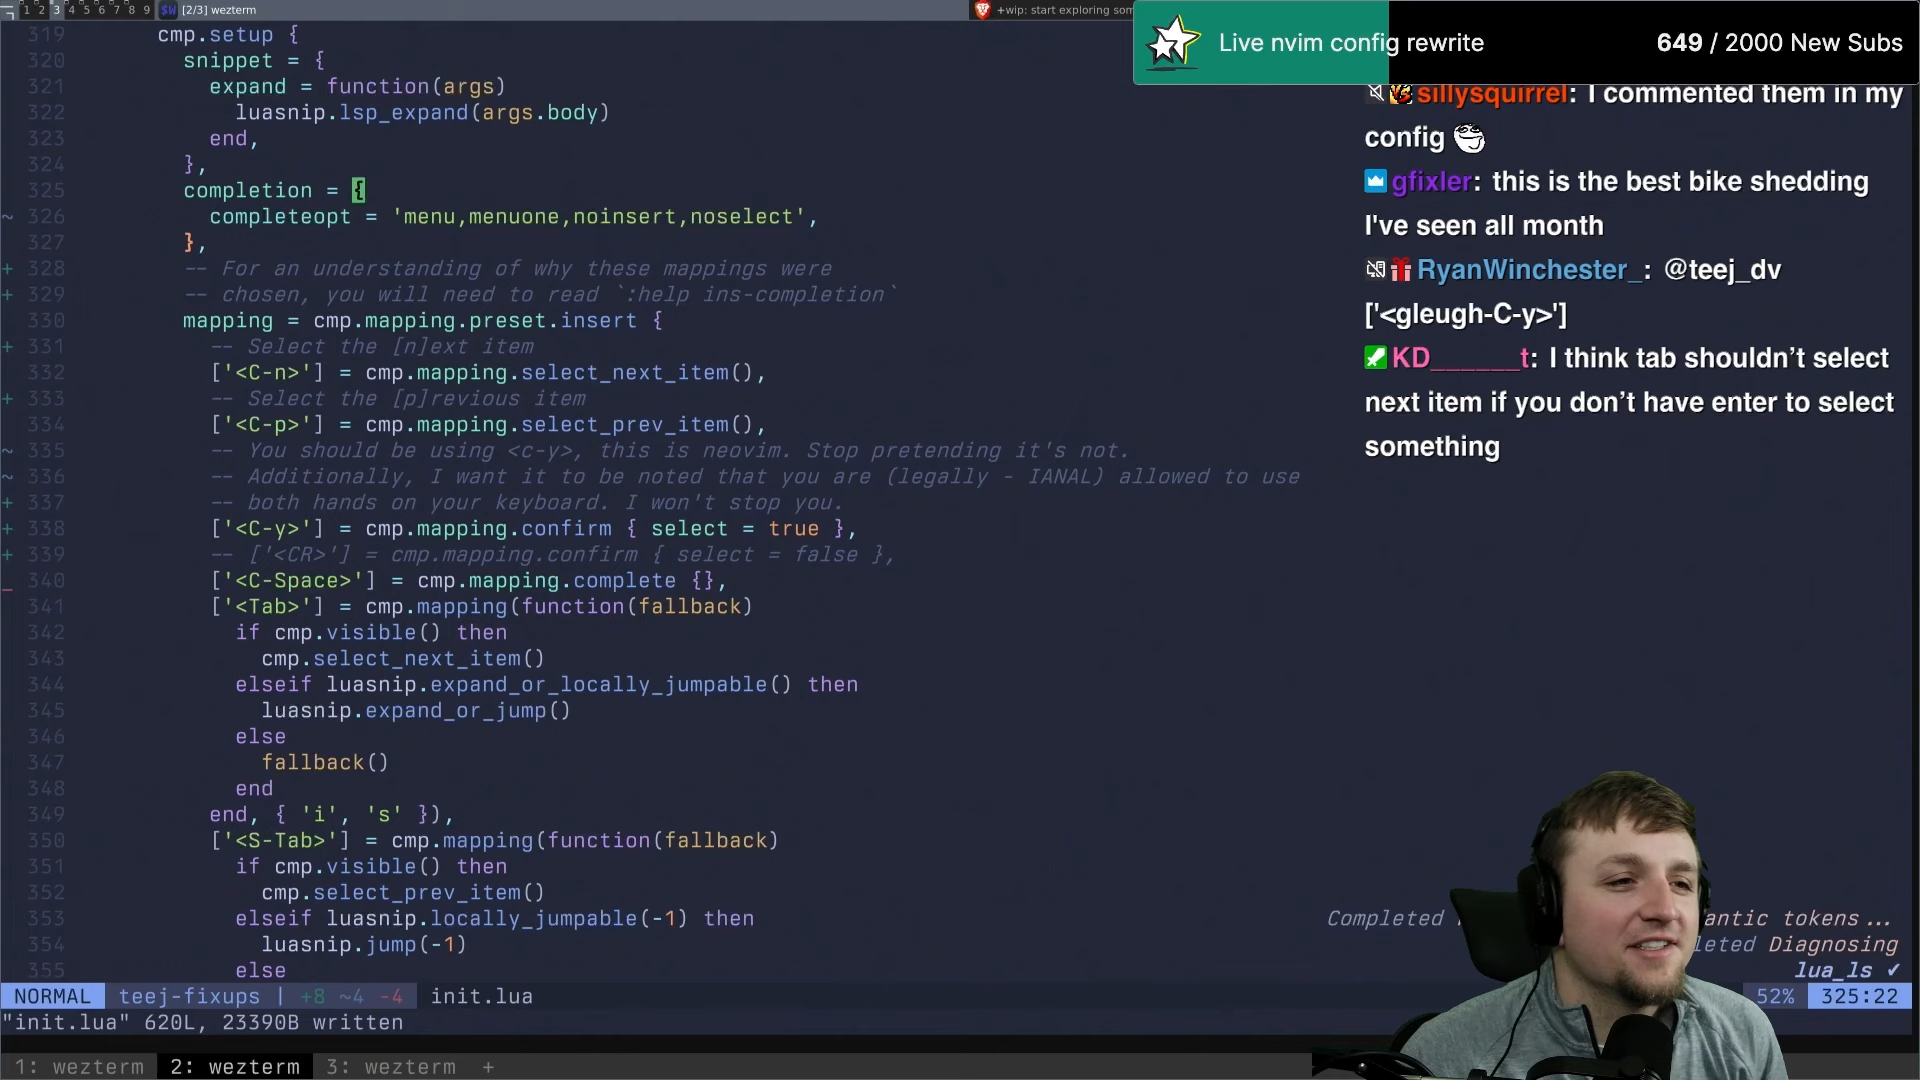 1 2 3 4 5 6 7 8 9 $W [2/3] wezterm
+wip: start exploring som
Live nvim config rewrite 649 / 2000 New Subs
319 cmp.setup {
320 snippet = {
321 expand = function(args)
322 luasnip.lsp_expand(args.body)
323 end,
324 },
325 completion = {
~ 326 completeopt = 'menu,menuone,noinsert,noselect',
327 },
+ 328 -- For an understanding of why these mappings were
+ 329 -- chosen, you will need to read `:help ins-completion`
330 mapping = cmp.mapping.preset.insert {
+ 331 -- Select the [n]ext item
332 ['<C-n>'] = cmp.mapping.select_next_item(),
+ 333 -- Select the [p]revious item
334 ['<C-p>'] = cmp.mapping.select_prev_item(),
~ 335 -- You should be using <c-y>, this is neovim. Stop pretending it's not.
~ 336 -- Additionally, I want it to be noted that you are (legally - IANAL) allowed to use
+ 337 -- both hands on your keyboard. I won't stop you.
+ 338 ['<C-y>'] = cmp.mapping.confirm { select = true },
+ 339 -- ['<CR>'] = cmp.mapping.confirm { select = false },
340 ['<C-Space>'] = cmp.mapping.complete {},
341 ['<Tab>'] = cmp.mapping(function(fallback)
342 if cmp.visible() then
343 cmp.select_next_item()
344 elseif luasnip.expand_or_locally_jumpable() then
345 luasnip.expand_or_jump()
346 else
347 fallback()
348 end
349 end, { 'i', 's' }),
350 ['<S-Tab>'] = cmp.mapping(function(fallback)
351 if cmp.visible() then
352 cmp.select_prev_item()
353 elseif luasnip.locally_jumpable(-1) then
354 luasnip.jump(-1)
355 else
sillysquirrel: I commented them in my
config
gfixler: this is the best bike shedding
I've seen all month
RyanWinchester_: @teej_dv
['<gleugh-C-y>']
KD______t: I think tab shouldn't select
next item if you don't have enter to select
something
Completed antic tokens...
leted Diagnosing
lua_ls ✓
NORMAL teej-fixups | +8 ~4 -4 init.lua 52% 325:22
"init.lua" 620L, 23390B written
1: wezterm 2: wezterm 3: wezterm +